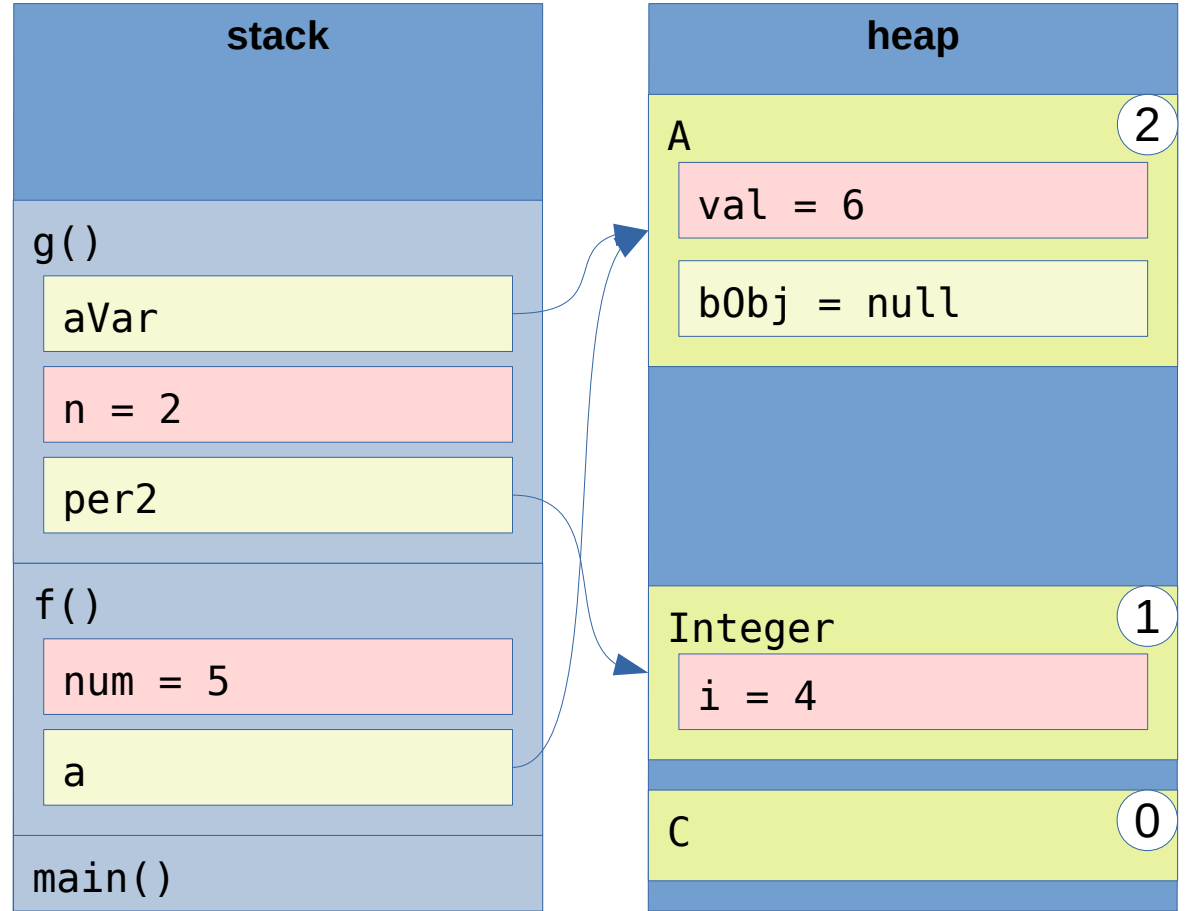 stack
g()
aVar
n = 2
per2
f()
num = 5
a
main()
heap
A
2
val = 6
bObj = null
Integer
1
i = 4
C
0